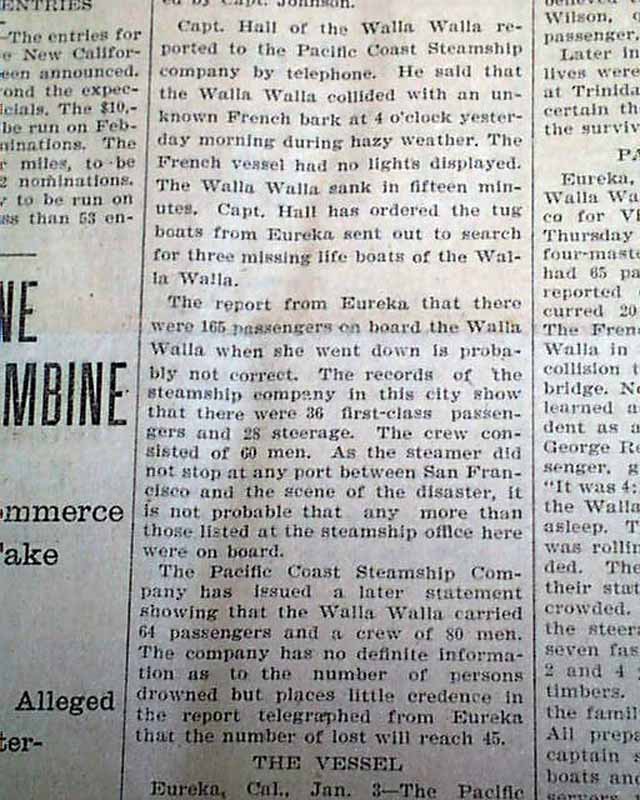 ENTRIES
—The entries for
e New Califor-
een announced.
ond the expec-
cials. The $10,-
be run on Feb-
ninations. The
r miles, to be
2 nominations.
y to be run on
ss than 53 en-
NE
MBINE
ommerce
Take
Alleged
ter-
ed by Capt. Johnson.
Capt. Hall of the Walla Walla re-
ported to the Pacific Coast Steamship
company by telephone. He said that
the Walla Walla collided with an un-
known French bark at 4 o'clock yester-
day morning during hazy weather. The
French vessel had no lights displayed.
The Walla Walla sank in fifteen min-
utes. Capt. Hall has ordered the tug
boats from Eureka sent out to search
for three missing life boats of the Wal-
la Walla.
The report from Eureka that there
were 165 passengers on board the Walla
Walla when she went down is proba-
bly not correct. The records of the
steamship company in this city show
that there were 36 first-class passen-
gers and 28 steerage. The crew con-
sisted of 60 men. As the steamer did
not stop at any port between San Fran-
cisco and the scene of the disaster, it
is not probable that any more than
those listed at the steamship office here
were on board.
The Pacific Coast Steamship Com-
pany has issued a later statement
showing that the Walla Walla carried
64 passengers and a crew of 80 men.
The company has no definite informa-
tion as to the number of persons
drowned but places little credence in
the report telegraphed from Eureka
that the number of lost will reach 45.
THE VESSEL
Eureka, Cal., Jan. 3—The Pacific
believed
Wilson,
passenger.
Later in
lives were
at Trinida
certain th
the surviv
PA
Eureka,
Walla Wa
co for Vi
Thursday
four-maste
had 65 pa
reported
curred 20
The Fren
Walla in
collision t
bridge. No
learned a
dent as a
George Re
senger, g
"It was 4:
the Walla
asleep. T
was rollin
ded. The
their stat
crowded.
the steera
seven fas
2 and 4
timbers.
the famil
All prepa
captain s
boats and
servers